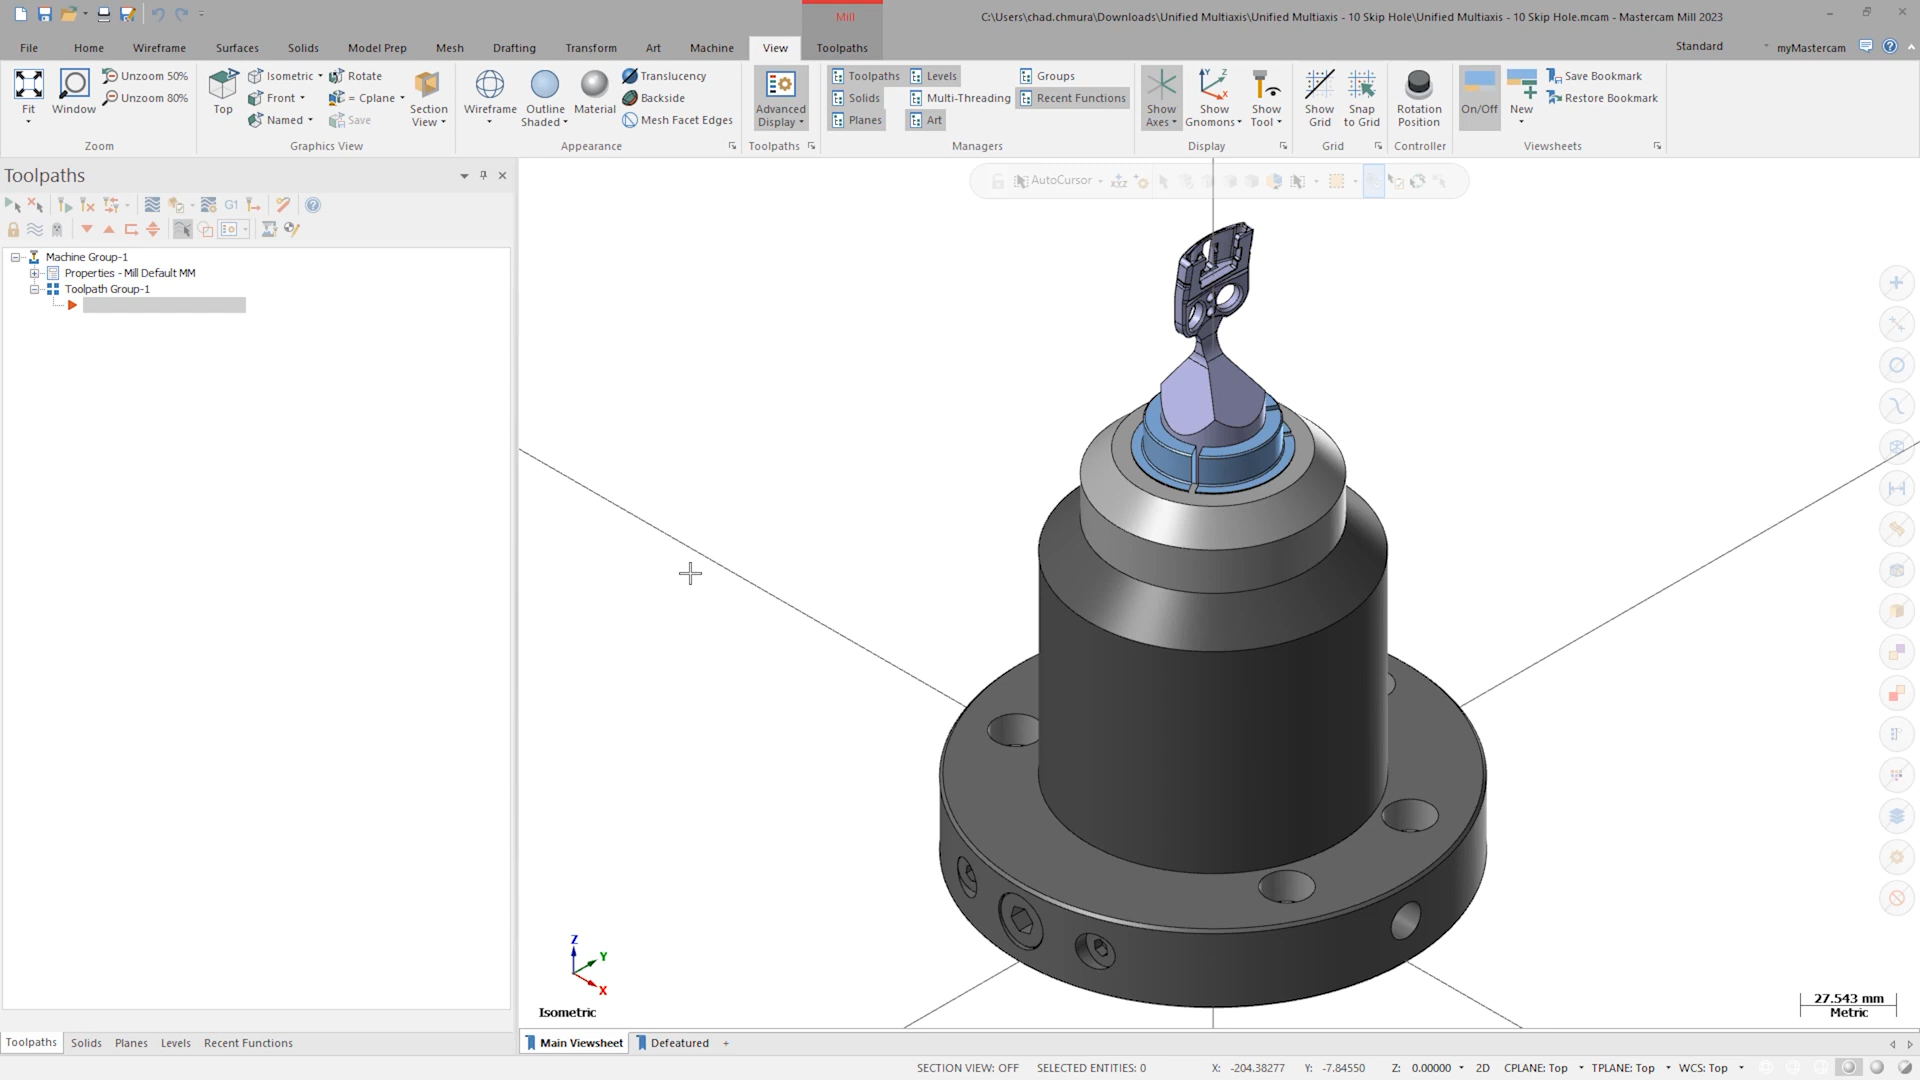 Mill
C:\Users\chad.chmura\Downloads\Unified Multiaxis\Unified Multiaxis - 10 Skip Hole\Unified Multiaxis - 10 Skip Hole.mcam - Mastercam Mill 2023
File Home Wireframe Surfaces Solids Model Prep Mesh Drafting Transform Art Machine View Toolpaths
Standard myMastercam
Fit Window Unzoom 50% Unzoom 80%
Zoom
Top Isometric Front Named Rotate = Cplane Save Section View
Graphics View
Wireframe Outline Shaded Material Translucency Backside Mesh Facet Edges
Appearance
Advanced Display
Toolpaths
Toolpaths Levels Groups
Solids Multi-Threading Recent Functions
Planes Art
Managers
Show Axes Show Gnomons Show Tool
Display
Show Grid Snap to Grid
Grid
Rotation Position
Controller
On/Off New Save Bookmark Restore Bookmark
Viewsheets
Toolpaths
AutoCursor
G1
Machine Group-1
Properties - Mill Default MM
Toolpath Group-1
Z
Y
X
Isometric
27.543 mm
Metric
Toolpaths Solids Planes Levels Recent Functions
Main Viewsheet Defeatured +
SECTION VIEW: OFF SELECTED ENTITIES: 0 X: -204.38277 Y: -7.84550 Z: 0.00000 2D CPLANE: Top TPLANE: Top WCS: Top